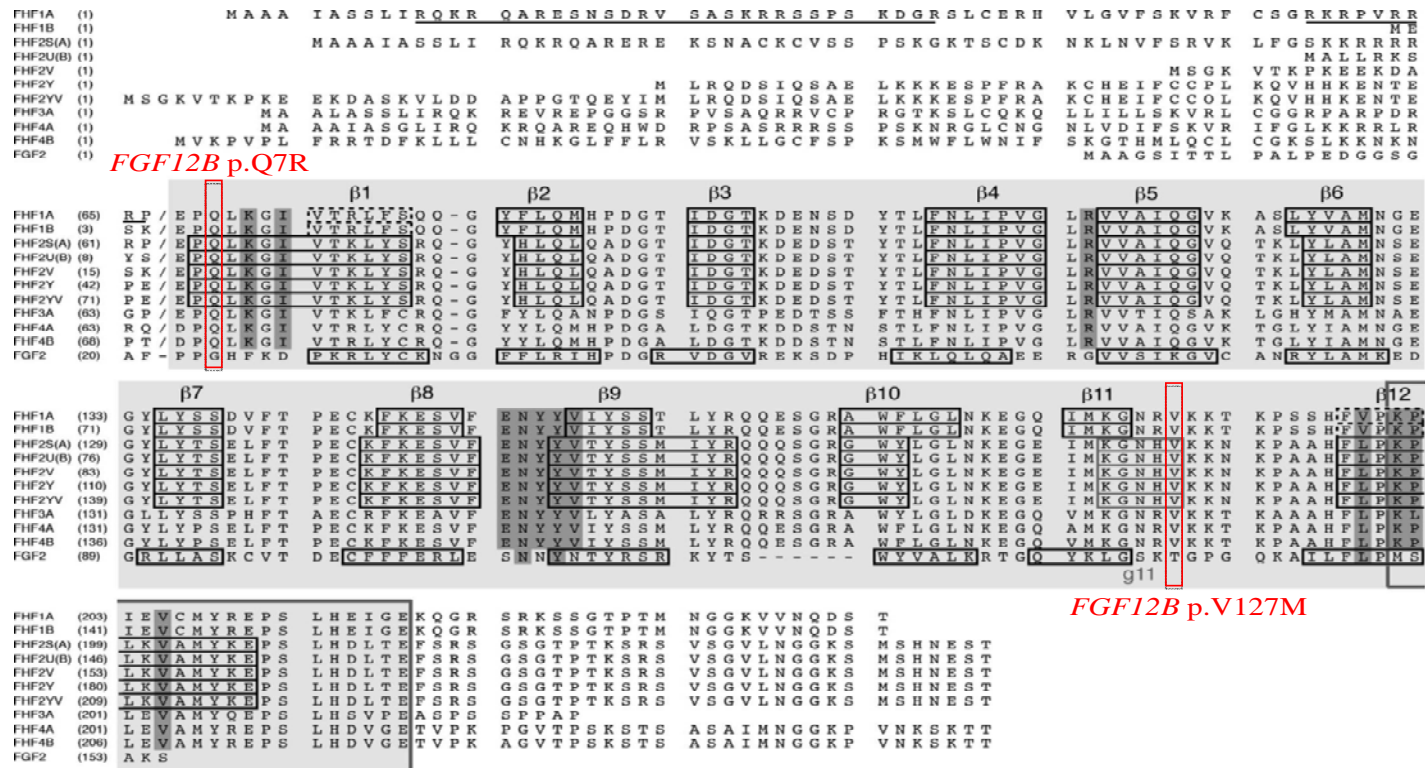 FHF1A (1) M A A A I A S S L I R Q K R Q A R E S N S D R V S A S K R R S S P S K D G R S L C E R H V L G V F S K V R F C S G R K R P V R R
FHF1B (1) M E
FHF2S(A) (1) M A A A I A S S L I R Q K R Q A R E R E K S N A C K C V S S P S K G K T S C D K N K L N V F S R V K L F G S K K R R R R
FHF2U(B) (1) M A L L R K S
FHF2V (1) M S G K V T K P K E E K D A
FHF2Y (1) M L R Q D S I Q S A E L K K K E S P F R A K C H E I F C C P L K Q V H H K E N T E
FHF2YV (1) M S G K V T K P K E E K D A S K V L D D A P P G T Q E Y I M L R Q D S I Q S A E L K K K E S P F R A K C H E I F C C O L K Q V H H K E N T E
FHF3A (1) M A A L A S S L I R Q K R E V R E P G G S R P V S A Q R R V C P R G T K S L C Q K Q L L I L L S K V R L C G G R P A R P D R
FHF4A (1) M A A A I A S G L I R Q K R Q A R E Q H W D R P S A S R R R S S P S K N R G L C N G N L V D I F S K V R I F G L K K R R L R
FHF4B (1) M V K P V P L F R R T D F K L L L C N H K G L F F L R V S K L L G C F S P K S M W F L W N I F S K G T H M L Q C L C G K S L K K N K N
FGF2 (1) M A A G S I T T L P A L P E D G G S G
FGF12B p.Q7R
β1 β2 β3 β4 β5 β6
FHF1A (65) R P / E P Q L K G I V T R L F S Q Q - G Y F L Q M H P D G T I D G T K D E N S D Y T L F N L I P V G L R V V A I Q G V K A S L Y V A M N G E
FHF1B (3) S K / E P Q L K G I V T R L F S Q Q - G Y F L Q M H P D G T I D G T K D E N S D Y T L F N L I P V G L R V V A I Q G V K A S L Y V A M N G E
FHF2S(A) (61) R P / E P Q L K G I V T K L Y S R Q - G Y H L Q L Q A D G T I D G T K D E D S T Y T L F N L I P V G L R V V A I Q G V Q T K L Y L A M N S E
FHF2U(B) (8) Y S / E P Q L K G I V T K L Y S R Q - G Y H L Q L Q A D G T I D G T K D E D S T Y T L F N L I P V G L R V V A I Q G V Q T K L Y L A M N S E
FHF2V (15) S K / E P Q L K G I V T K L Y S R Q - G Y H L Q L Q A D G T I D G T K D E D S T Y T L F N L I P V G L R V V A I Q G V Q T K L Y L A M N S E
FHF2Y (42) P E / E P Q L K G I V T K L Y S R Q - G Y H L Q L Q A D G T I D G T K D E D S T Y T L F N L I P V G L R V V A I Q G V Q T K L Y L A M N S E
FHF2YV (71) P E / E P Q L K G I V T K L Y S R Q - G Y H L Q L Q A D G T I D G T K D E D S T Y T L F N L I P V G L R V V A I Q G V Q T K L Y L A M N S E
FHF3A (63) G P / E P Q L K G I V T K L F C R Q - G F Y L Q A N P D G S I Q G T P E D T S S F T H F N L I P V G L R V V T I Q S A K L G H Y M A M N A E
FHF4A (63) R Q / D P Q L K G I V T R L Y C R Q - G Y Y L Q M H P D G A L D G T K D D S T N S T L F N L I P V G L R V V A I Q G V K T G L Y I A M N G E
FHF4B (68) P T / D P Q L K G I V T R L Y C R Q - G Y Y L Q M H P D G A L D G T K D D S T N S T L F N L I P V G L R V V A I Q G V K T G L Y I A M N G E
FGF2 (20) A F - P P G H F K D P K R L Y C K N G G F F L R I H P D G R V D G V R E K S D P H I K L Q L Q A E E R G V V S I K G V C A N R Y L A M K E D
β7 β8 β9 β10 β11 β12
FHF1A (133) G Y L Y S S D V F T P E C K F K E S V F E N Y Y V I Y S S T L Y R Q Q E S G R A W F L G L N K E G Q I M K G N R V K K T K P S S H F V P K P
FHF1B (71) G Y L Y S S D V F T P E C K F K E S V F E N Y Y V I Y S S T L Y R Q Q E S G R A W F L G L N K E G Q I M K G N R V K K T K P S S H F V P K P
FHF2S(A) (129) G Y L Y T S E L F T P E C K F K E S V F E N Y Y V T Y S S M I Y R Q Q Q S G R G W Y L G L N K E G E I M K G N H V K K N K P A A H F L P K P
FHF2U(B) (76) G Y L Y T S E L F T P E C K F K E S V F E N Y Y V T Y S S M I Y R Q Q Q S G R G W Y L G L N K E G E I M K G N H V K K N K P A A H F L P K P
FHF2V (83) G Y L Y T S E L F T P E C K F K E S V F E N Y Y V T Y S S M I Y R Q Q Q S G R G W Y L G L N K E G E I M K G N H V K K N K P A A H F L P K P
FHF2Y (110) G Y L Y T S E L F T P E C K F K E S V F E N Y Y V T Y S S M I Y R Q Q Q S G R G W Y L G L N K E G E I M K G N H V K K N K P A A H F L P K P
FHF2YV (139) G Y L Y T S E L F T P E C K F K E S V F E N Y Y V T Y S S M I Y R Q Q Q S G R G W Y L G L N K E G E I M K G N H V K K N K P A A H F L P K P
FHF3A (131) G L L Y S S P H F T A E C R F K E A V F E N Y Y V L Y A S A L Y R Q R R S G R A W Y L G L D K E G Q V M K G N R V K K T K A A A H F L P K L
FHF4A (131) G Y L Y P S E L F T P E C K F K E S V F E N Y Y V I Y S S M L Y R Q Q E S G R A W F L G L N K E G Q A M K G N R V K K T K P A A H F L P K P
FHF4B (136) G Y L Y P S E L F T P E C K F K E S V F E N Y Y V I Y S S M L Y R Q Q E S G R A W F L G L N K E G Q V M K G N R V K K T K P A A H F L P K P
FGF2 (89) G R L L A S K C V T D E C F F F E R L E S N N Y N T Y R S R K Y T S - - - - - - W Y V A L K R T G Q Y K L G S K T G P G Q K A I L F L P M S
g11
FGF12B p.V127M
FHF1A (203) I E V C M Y R E P S L H E I G E K Q G R S R K S S G T P T M N G G K V V N Q D S T
FHF1B (141) I E V C M Y R E P S L H E I G E K Q G R S R K S S G T P T M N G G K V V N Q D S T
FHF2S(A) (199) L K V A M Y K E P S L H D L T E F S R S G S G T P T K S R S V S G V L N G G K S M S H N E S T
FHF2U(B) (146) L K V A M Y K E P S L H D L T E F S R S G S G T P T K S R S V S G V L N G G K S M S H N E S T
FHF2V (153) L K V A M Y K E P S L H D L T E F S R S G S G T P T K S R S V S G V L N G G K S M S H N E S T
FHF2Y (180) L K V A M Y K E P S L H D L T E F S R S G S G T P T K S R S V S G V L N G G K S M S H N E S T
FHF2YV (209) L K V A M Y K E P S L H D L T E F S R S G S G T P T K S R S V S G V L N G G K S M S H N E S T
FHF3A (201) L E V A M Y Q E P S L H S V P E A S P S S P P A P
FHF4A (201) L E V A M Y R E P S L H D V G E T V P K P G V T P S K S T S A S A I M N G G K P V N K S K T T
FHF4B (206) L E V A M Y R E P S L H D V G E T V P K A G V T P S K S T S A S A I M N G G K P V N K S K T T
FGF2 (153) A K S